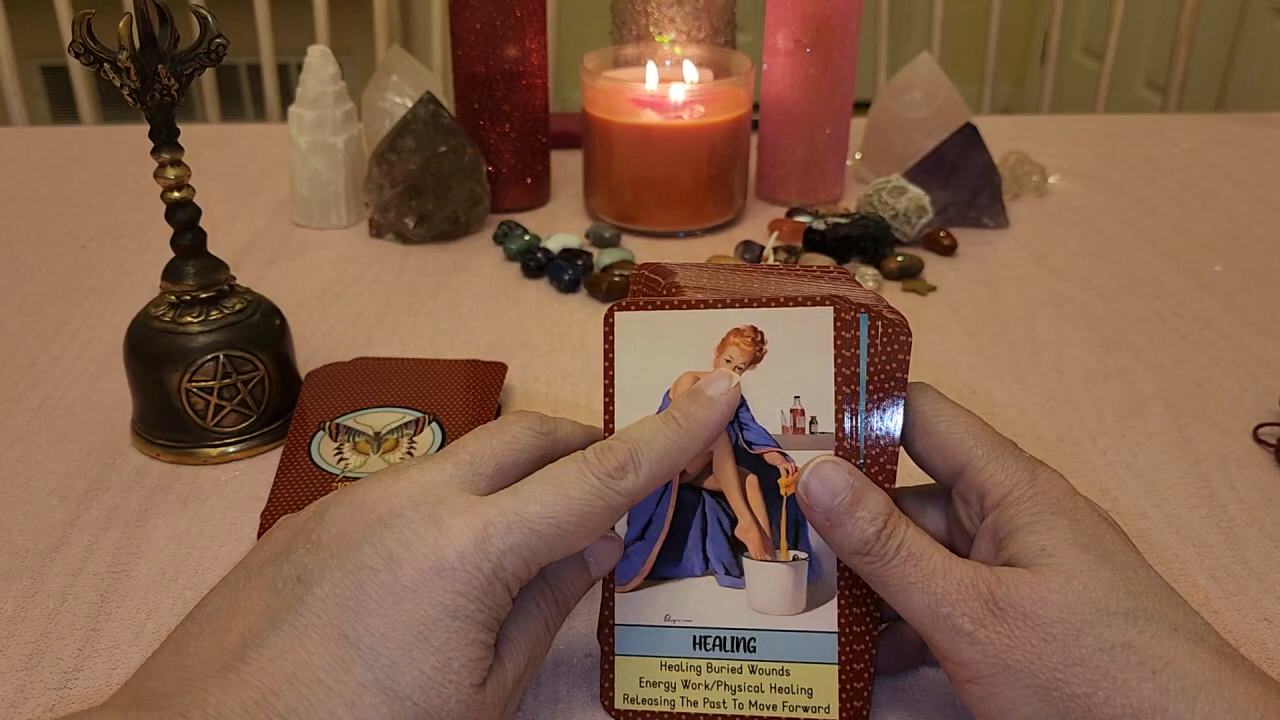 HEALING
Healing Buried Wounds
Energy Work/Physical Healing
Releasing The Past To Move Forward